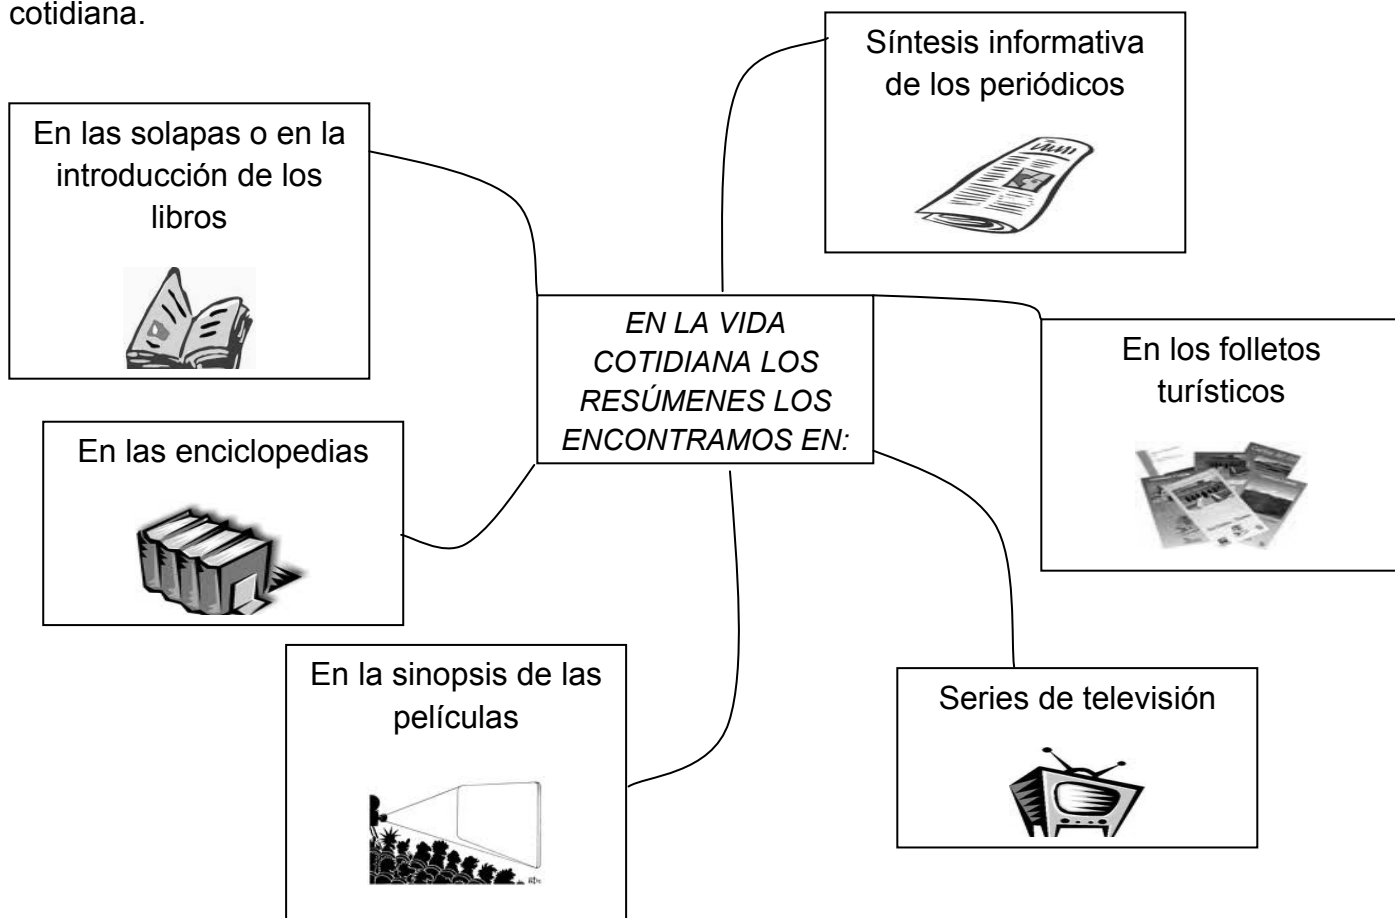 cotidiana.
Síntesis informativa
de los periódicos
En las solapas o en la
introducción de los
libros
EN LA VIDA
COTIDIANA LOS
RESÚMENES LOS
ENCONTRAMOS EN:
En los folletos
turísticos
En las enciclopedias
En la sinopsis de las
películas
Series de televisión